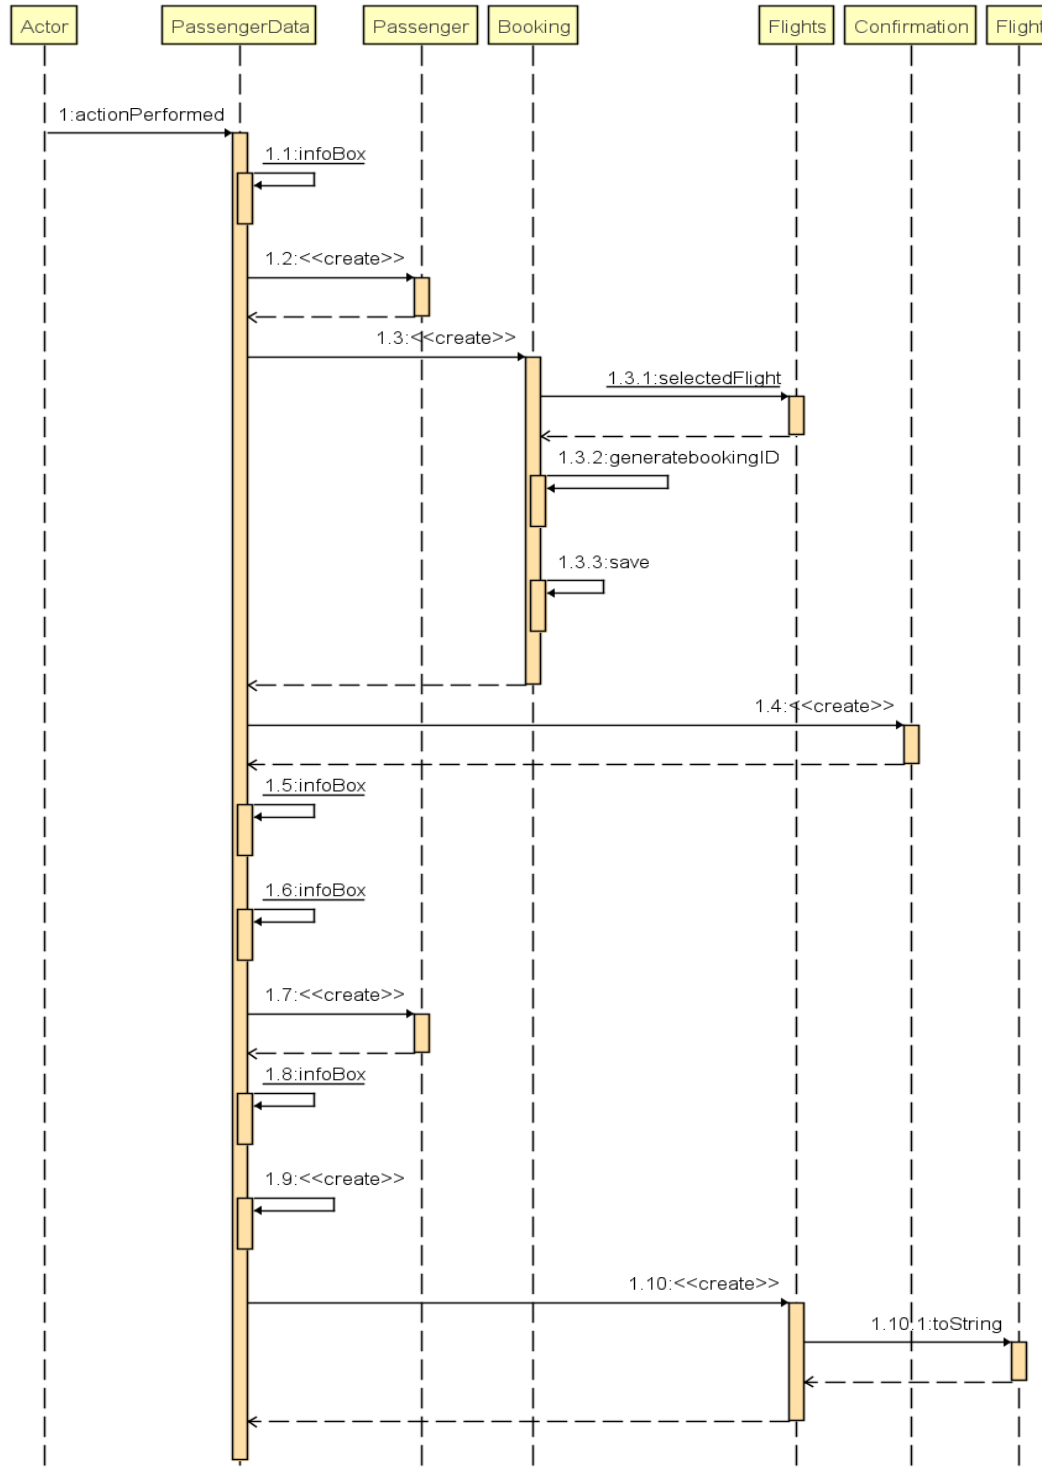 Actor
PassengerData
Passenger
Booking
Flights
Confirmation
Flight
1:actionPerformed
1.1:infoBox
1.2:<<create>>
1.3:<<create>>
1.3.1:selectedFlight
1.3.2:generatebookingID
1.3.3:save
1.4:<<create>>
1.5:infoBox
1.6:infoBox
1.7:<<create>>
1.8:infoBox
1.9:<<create>>
1.10:<<create>>
1.10.1:toString